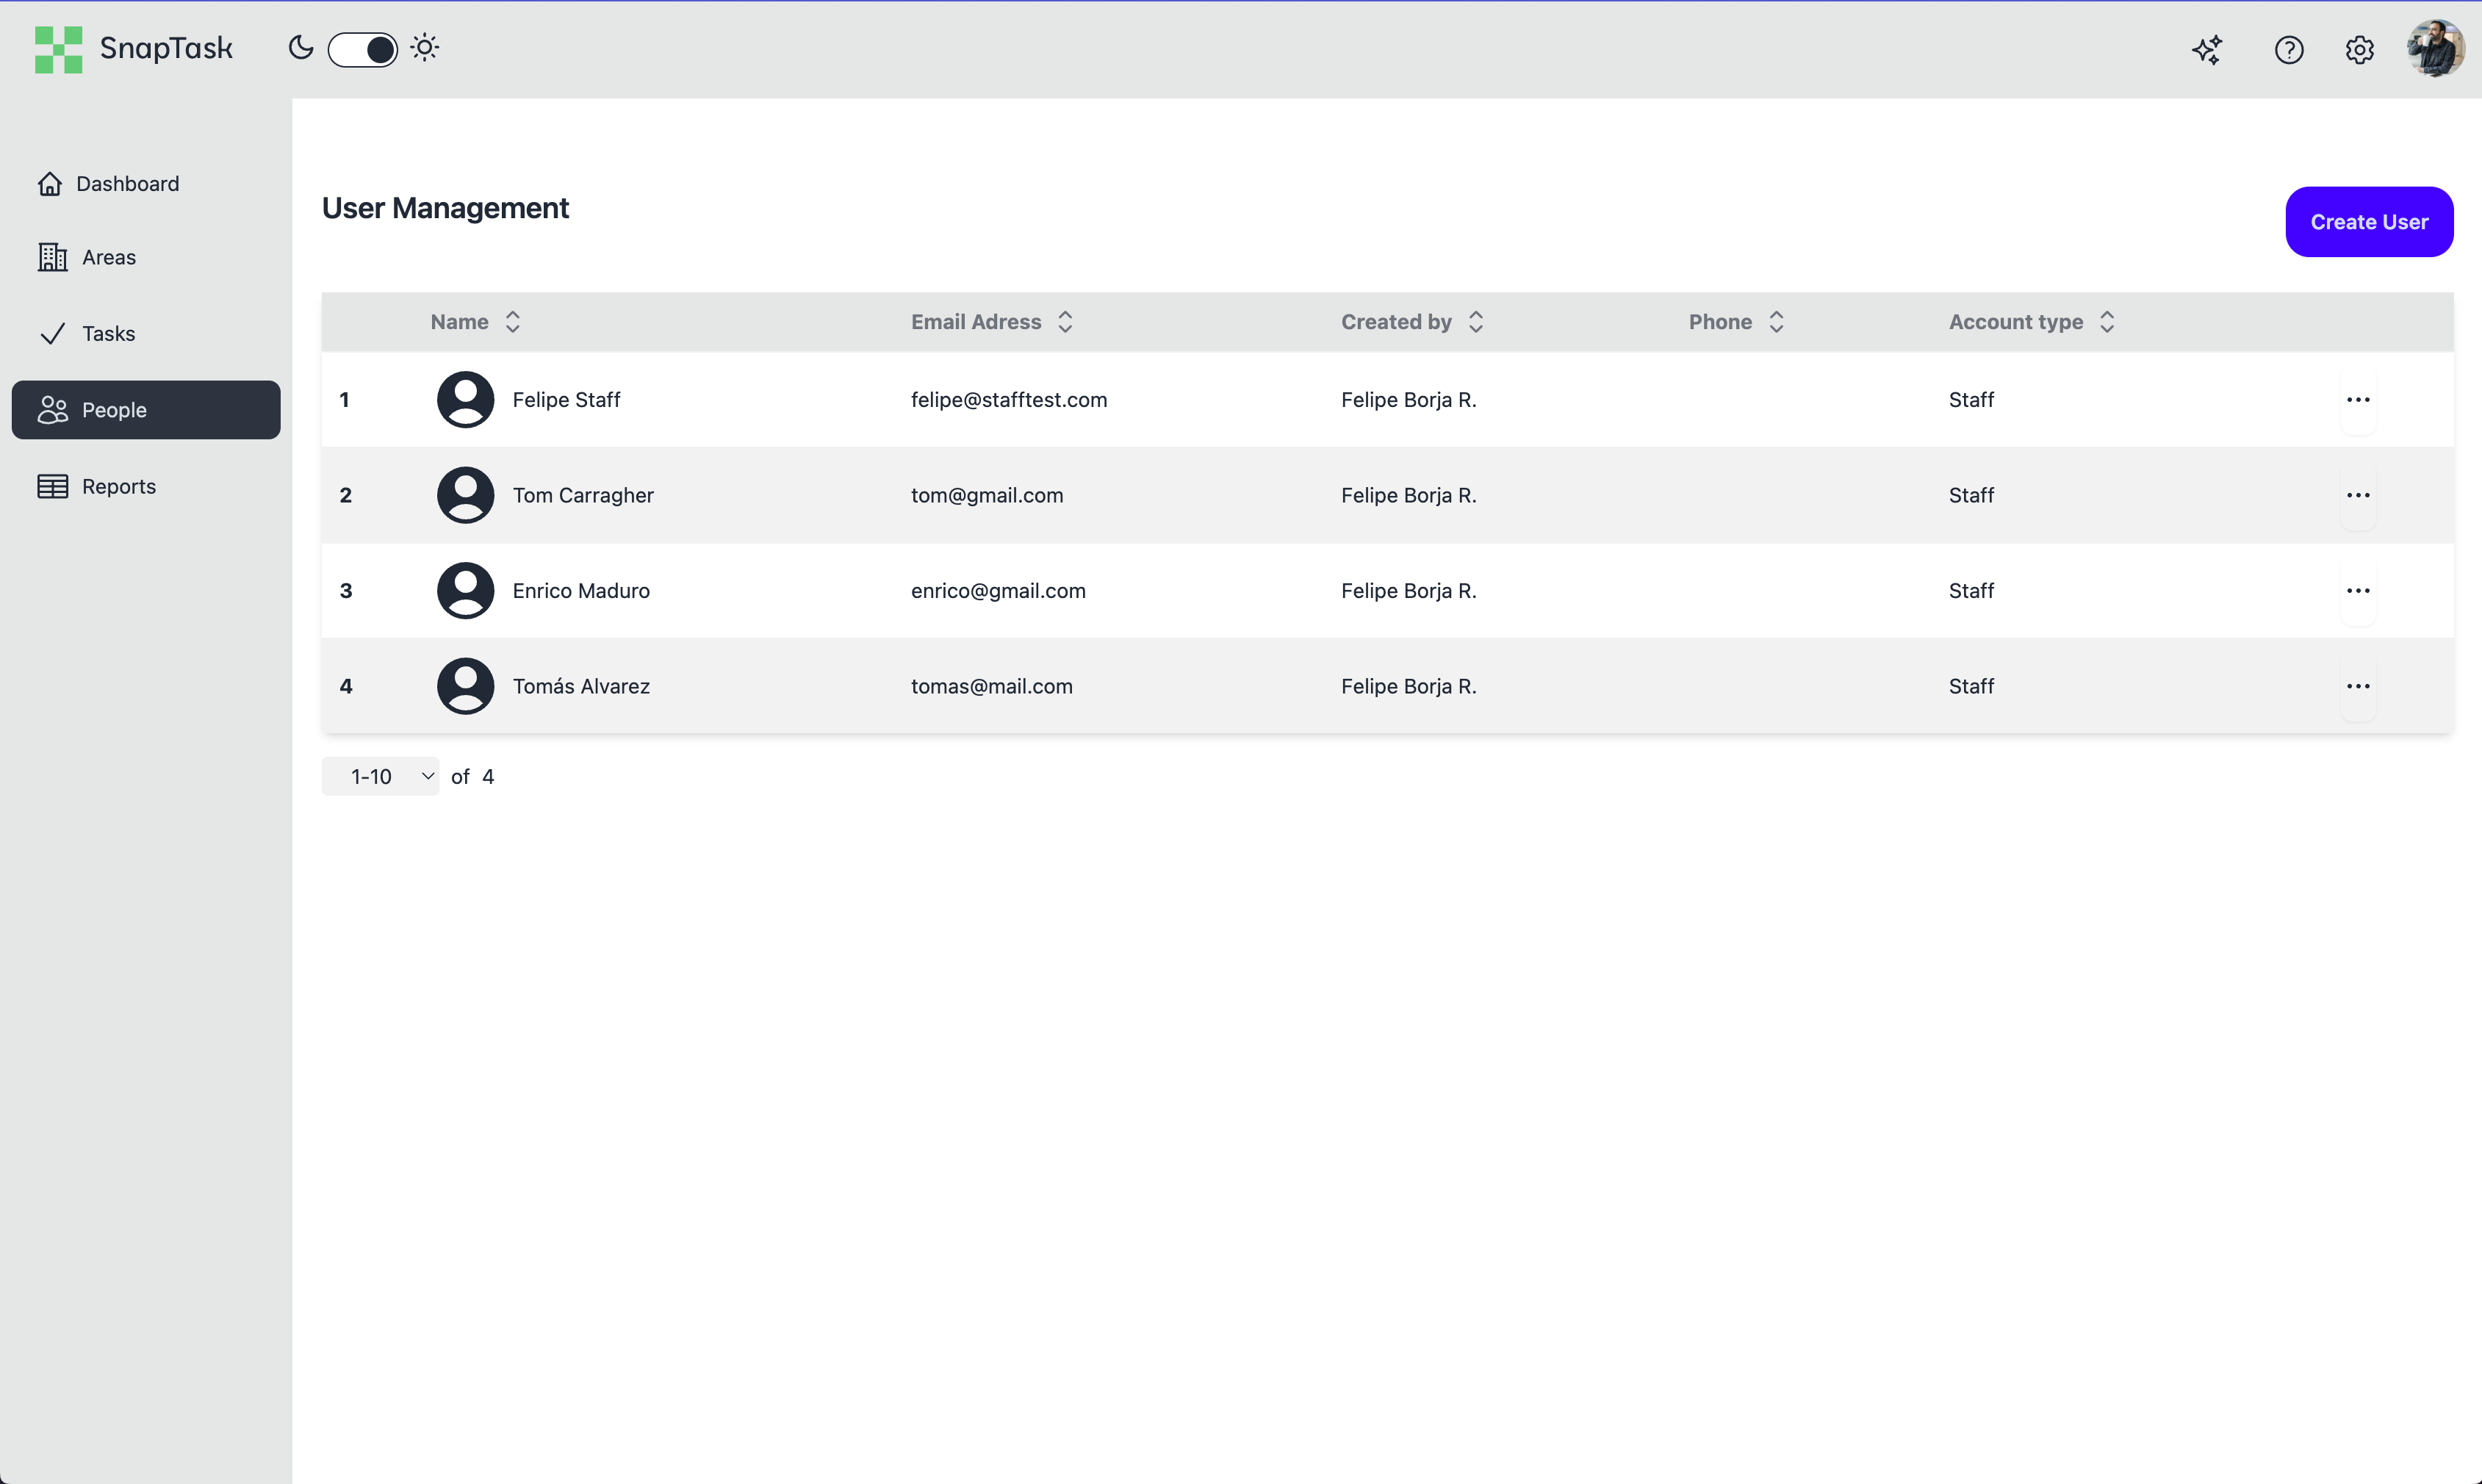 SnapTask
Dashboard
Areas
Tasks
People
Reports
User Management
Create User
Name Email Adress Created by Phone Account type
1 Felipe Staff felipe@stafftest.com Felipe Borja R. Staff ...
2 Tom Carragher tom@gmail.com Felipe Borja R. Staff ...
3 Enrico Maduro enrico@gmail.com Felipe Borja R. Staff ...
4 Tomás Alvarez tomas@mail.com Felipe Borja R. Staff ...
1-10 of 4